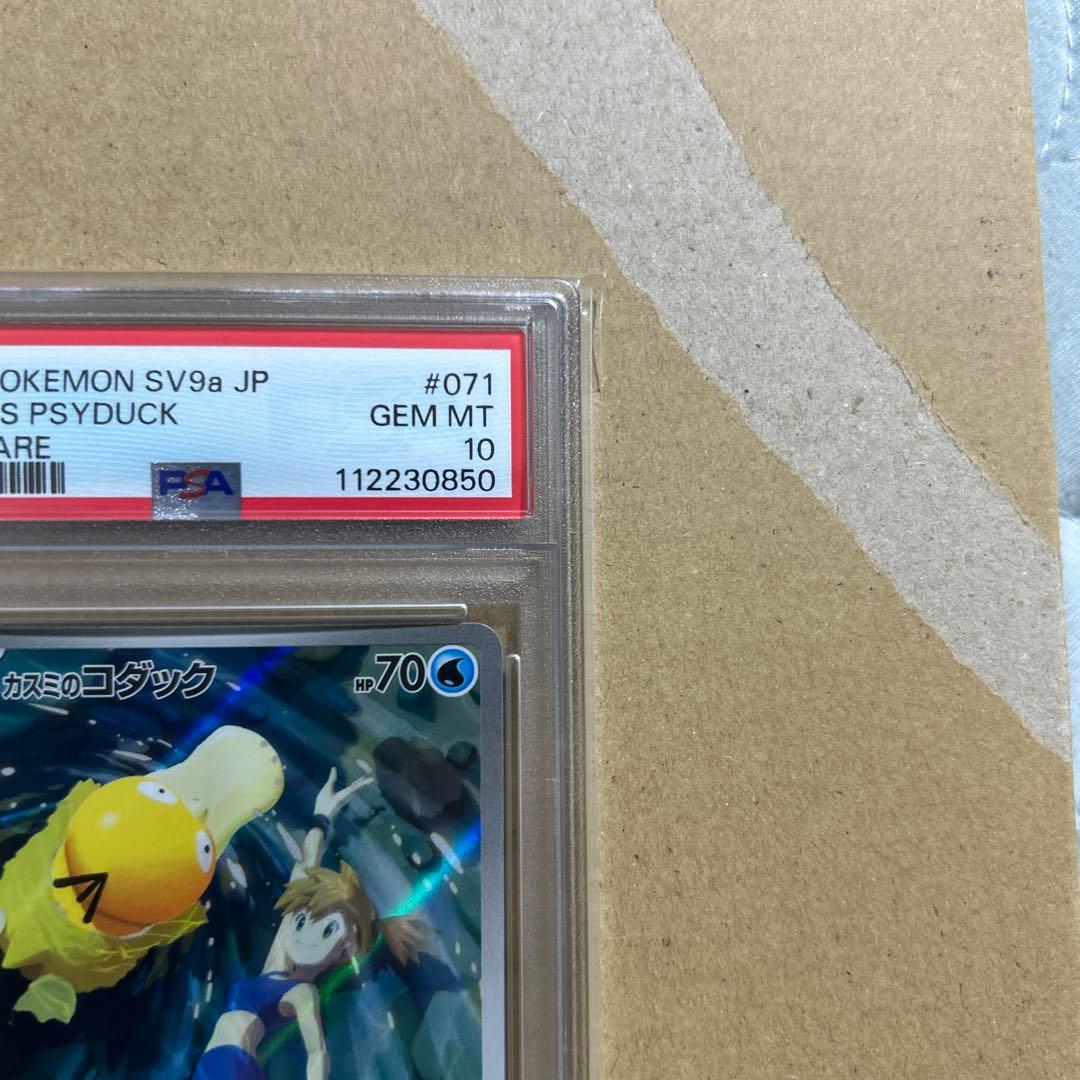 OKEMON SV9a JP #071
S PSYDUCK GEM MT
ARE 10
PSA 112230850
カスミのコダック HP70